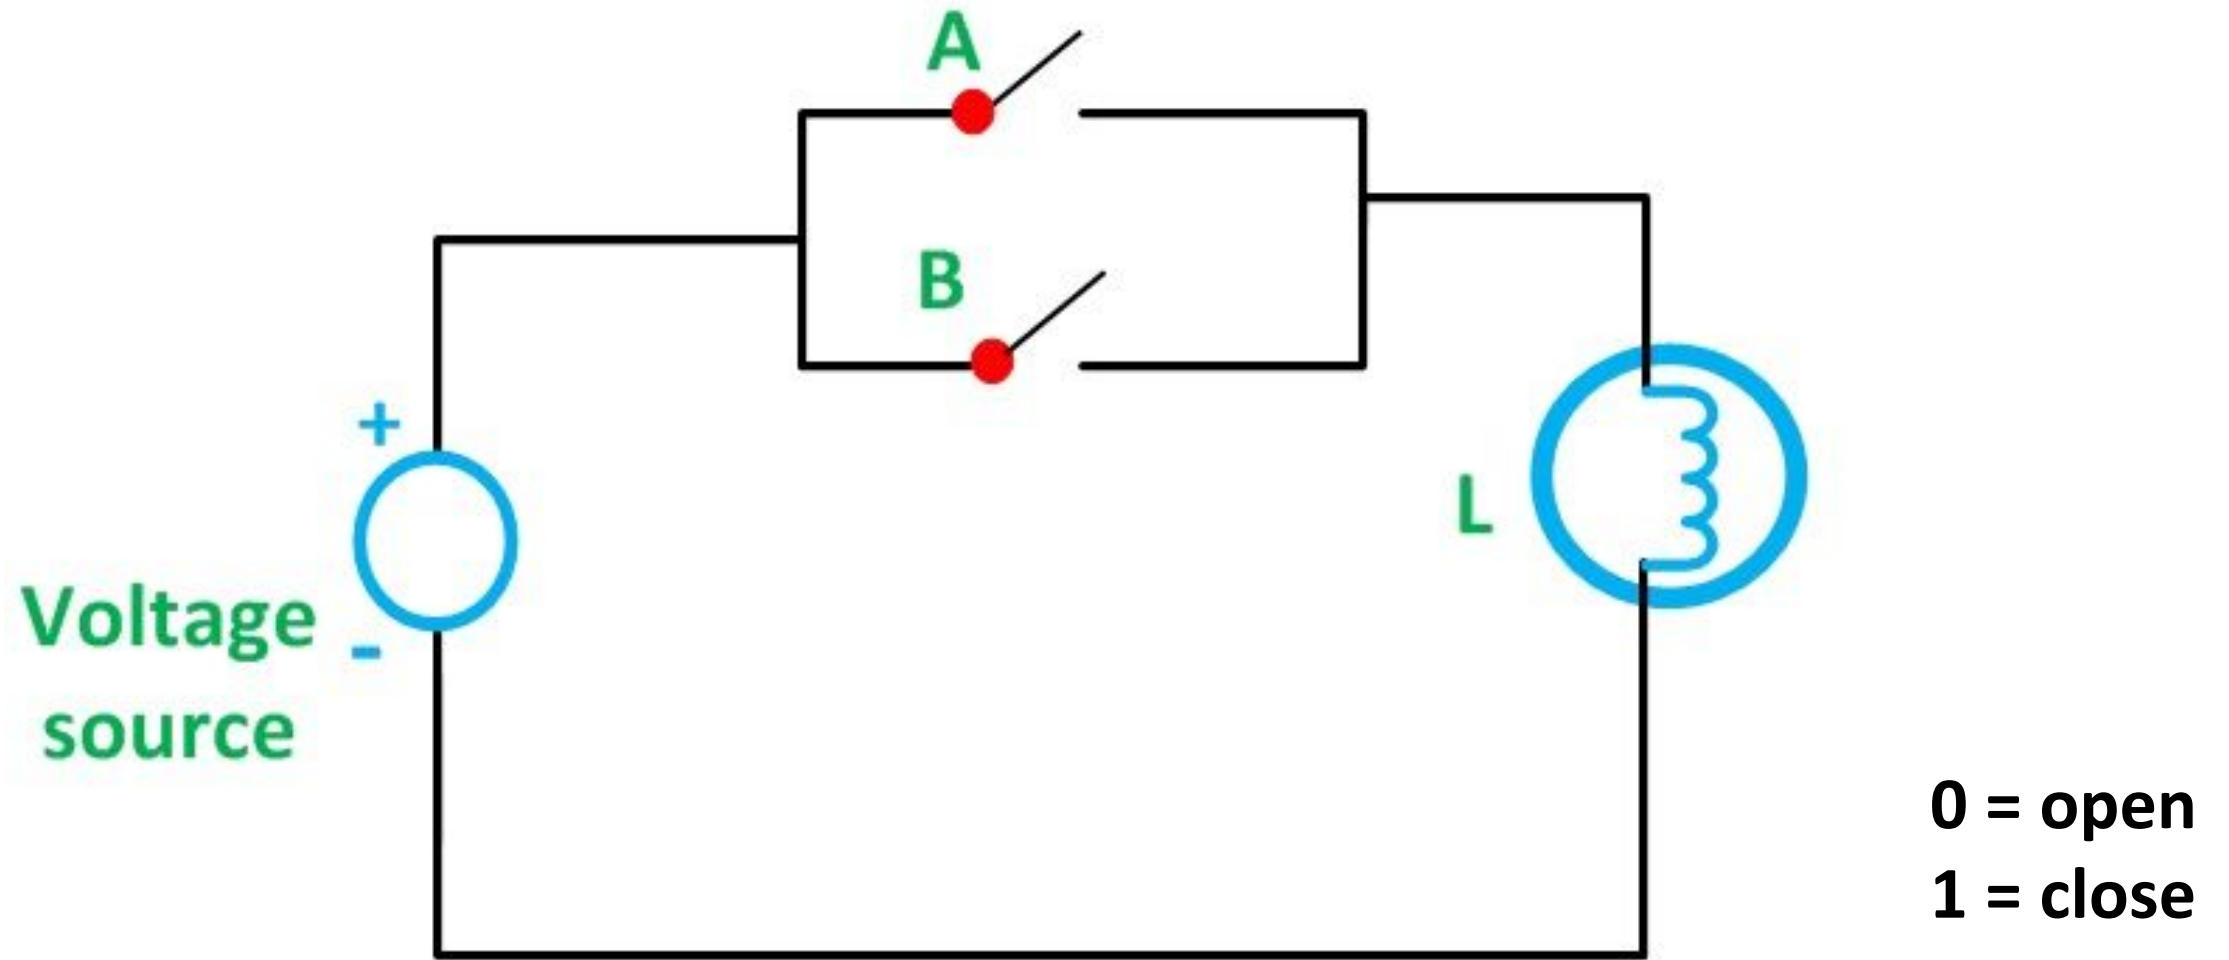 A
B
+
L
Voltage
-
source
0 = open
1 = close